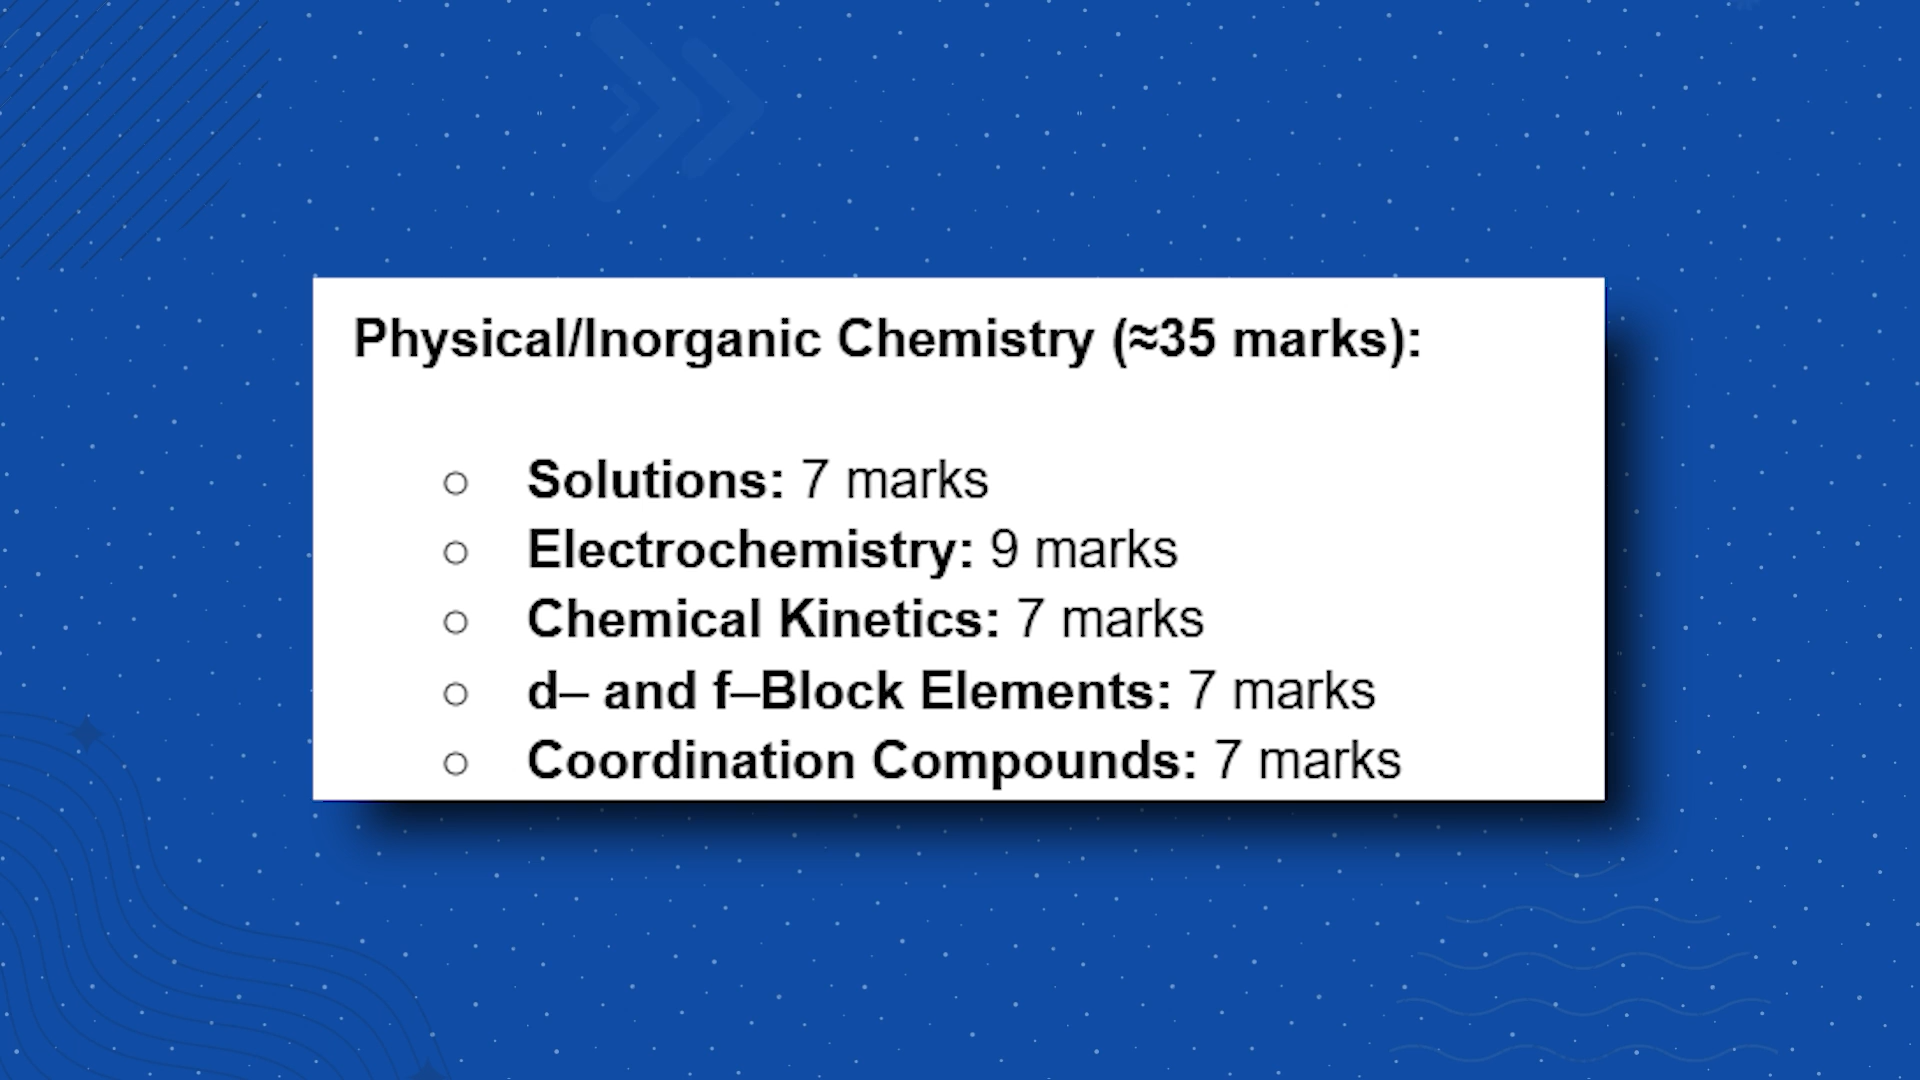 Physical/Inorganic Chemistry (≈35 marks):
○ Solutions: 7 marks
○ Electrochemistry: 9 marks
○ Chemical Kinetics: 7 marks
○ d– and f–Block Elements: 7 marks
○ Coordination Compounds: 7 marks